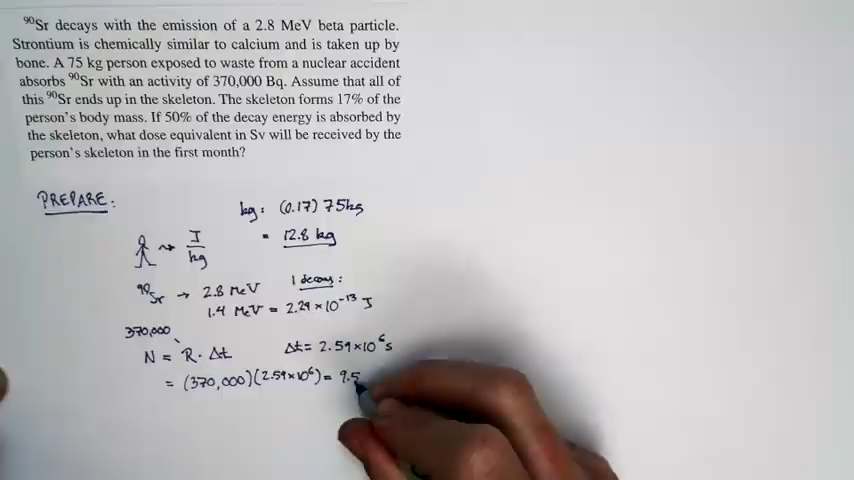 ⁹⁰Sr decays with the emission of a 2.8 MeV beta particle.
Strontium is chemically similar to calcium and is taken up by
bone. A 75 kg person exposed to waste from a nuclear accident
absorbs ⁹⁰Sr with an activity of 370,000 Bq. Assume that all of
this ⁹⁰Sr ends up in the skeleton. The skeleton forms 17% of the
person's body mass. If 50% of the decay energy is absorbed by
the skeleton, what dose equivalent in Sv will be received by the
person's skeleton in the first month?
PREPARE:
kg: (0.17) 75kg
= 12.8 kg
J/kg
1 decay:
⁹⁰Sr → 2.8 MeV
1.4 MeV = 2.24×10⁻¹³ J
370,000
N = R · Δt
Δt = 2.59×10⁶ s
= (370,000)(2.59×10⁶) = 9.5